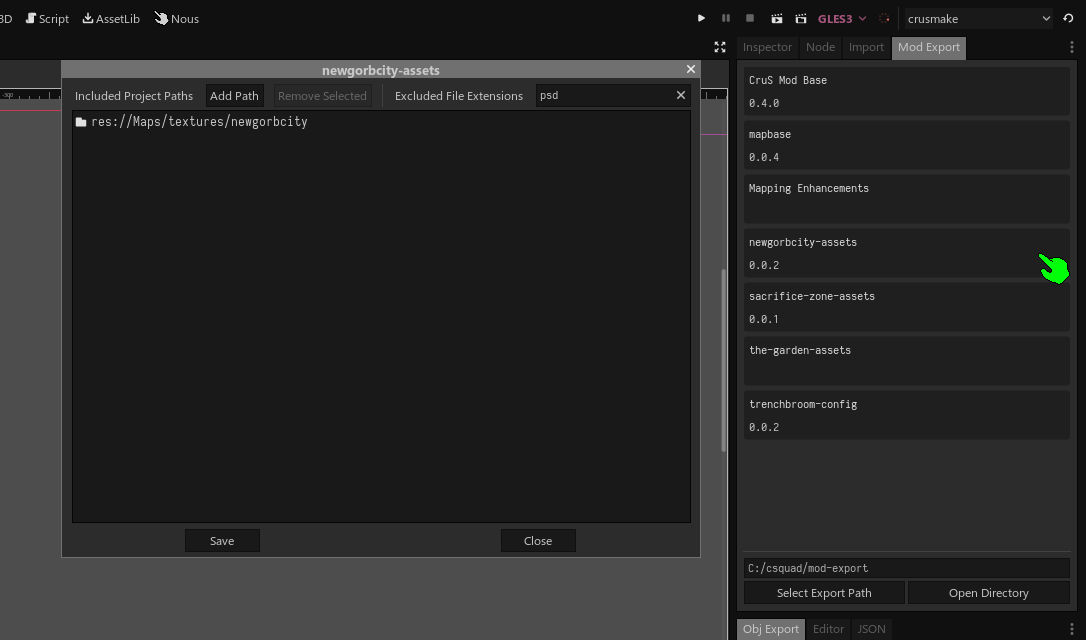 3D Script AssetLib Nous GLES3 crusmake
Inspector Node Import Mod Export
newgorbcity-assets
Included Project Paths Add Path Remove Selected Excluded File Extensions psd
res://Maps/textures/newgorbcity
Save Close
CruS Mod Base
0.4.0
mapbase
0.0.4
Mapping Enhancements
newgorbcity-assets
0.0.2
sacrifice-zone-assets
0.0.1
the-garden-assets
trenchbroom-config
0.0.2
C:/csquad/mod-export
Select Export Path Open Directory
Obj Export Editor JSON